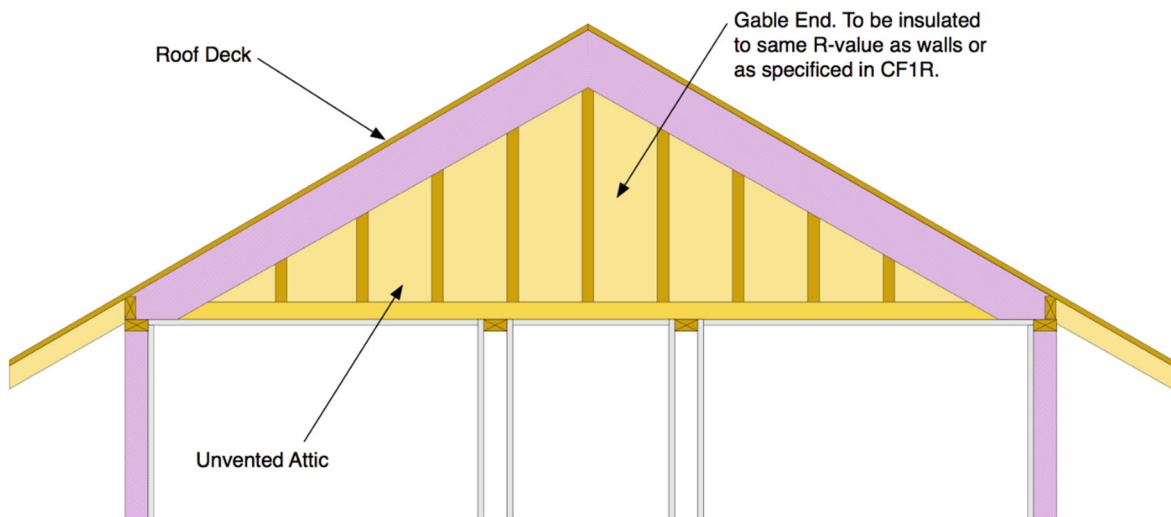 Roof Deck
Gable End. To be insulated
to same R-value as walls or
as specificed in CF1R.
Unvented Attic